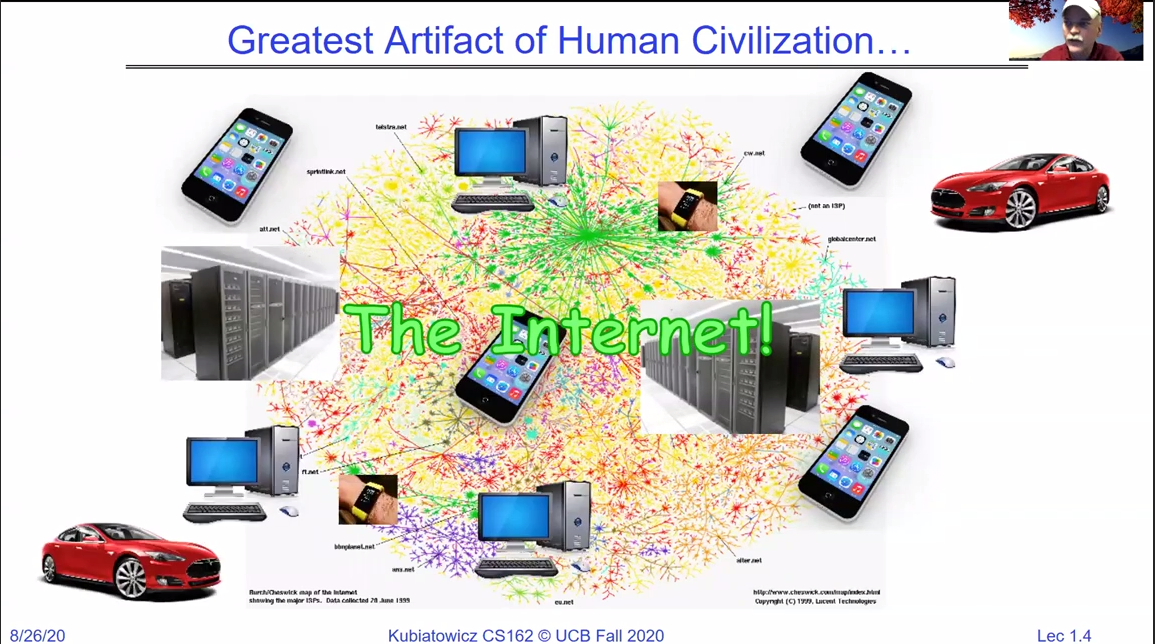 Greatest Artifact of Human Civilization…
telstra.net
cw.net
sprintlink.net
(not an ISP)
alt.net
globalcenter.net
The Internet!
ft.net
bbnplanet.net
ans.net
alter.net
Burch/Cheswick map of the Internet
showing the major ISPs. Data collected 28 June 1999
eu.net
http://www.cheswick.com/map/index.html
Copyright (C) 1999, Lucent Technologies
8/26/20
Kubiatowicz CS162 © UCB Fall 2020
Lec 1.4